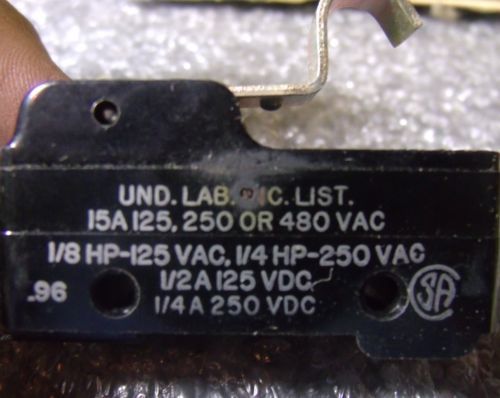 UND. LAB. INC. LIST.
15A 125, 250 OR 480 VAC
1/8 HP-125 VAC, 1/4 HP-250 VAC
1/2 A 125 VDC
1/4 A 250 VDC
.96
SA